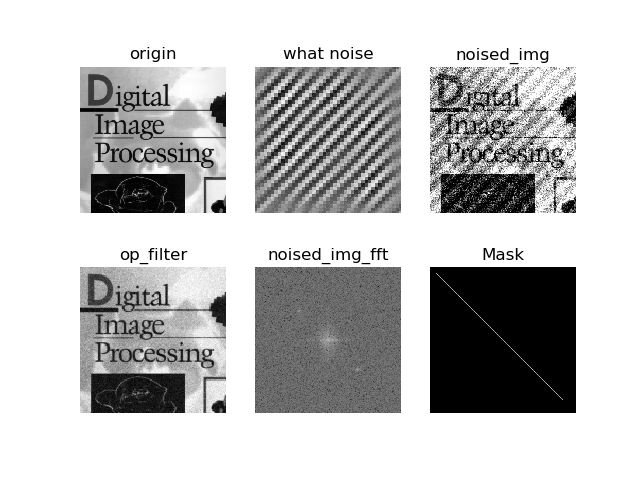 origin
what noise
noised_img
Digital
Image
Processing
Digital
Image
Processing
op_filter
noised_img_fft
Mask
Digital
Image
Processing